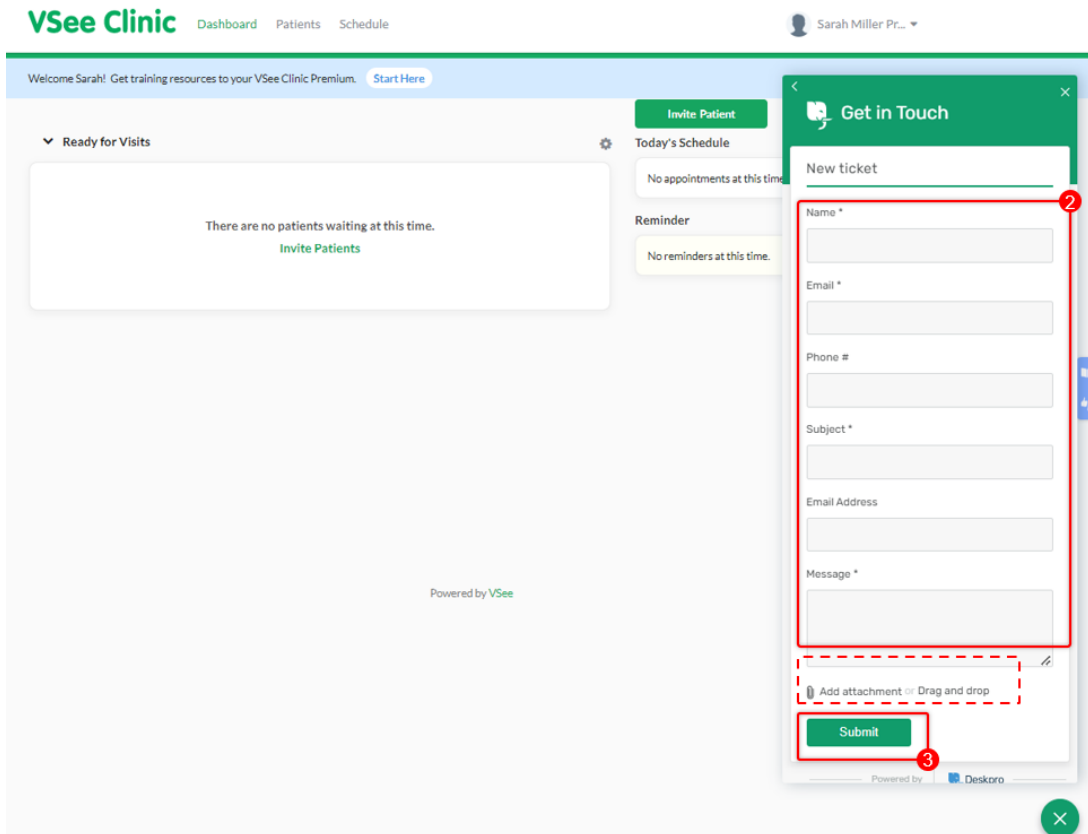 VSee Clinic Dashboard Patients Schedule Sarah Miller Pr...
Welcome Sarah! Get training resources to your VSee Clinic Premium. Start Here
Ready for Visits
There are no patients waiting at this time.
Invite Patients
Invite Patient
Today's Schedule
No appointments at this time
Reminder
No reminders at this time.
Powered by VSee
Get in Touch
New ticket
2
Name *
Email *
Phone #
Subject *
Email Address
Message *
Add attachment or Drag and drop
Submit
3
Powered by Deskpro